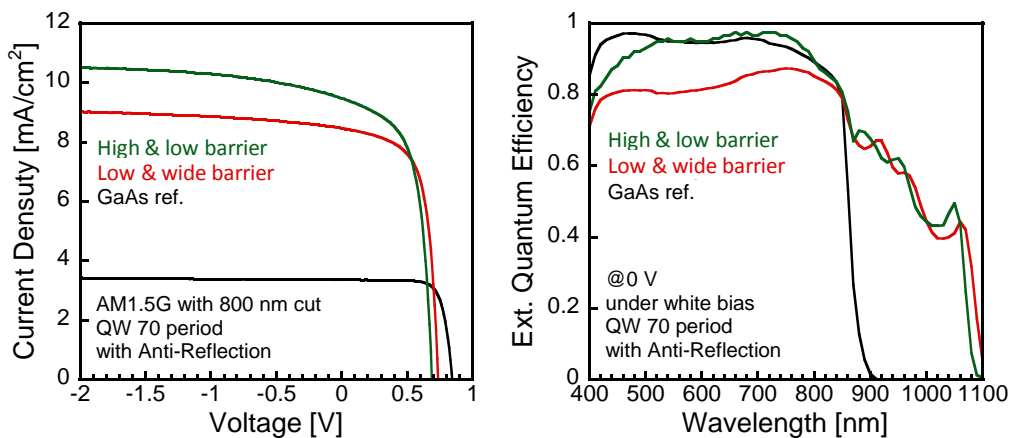 12
10
8
6
4
2
0
-2 -1.5 -1 -0.5 0 0.5 1
Current Densuty [mA/cm2]
Voltage [V]
High & low barrier
Low & wide barrier
GaAs ref.
AM1.5G with 800 nm cut
QW 70 period
with Anti-Reflection
1
0.8
0.6
0.4
0.2
0
400 500 600 700 800 900 1000 1100
Ext. Quantum Efficiency
Wavelength [nm]
High & low barrier
Low & wide barrier
GaAs ref.
@0 V
under white bias
QW 70 period
with Anti-Reflection